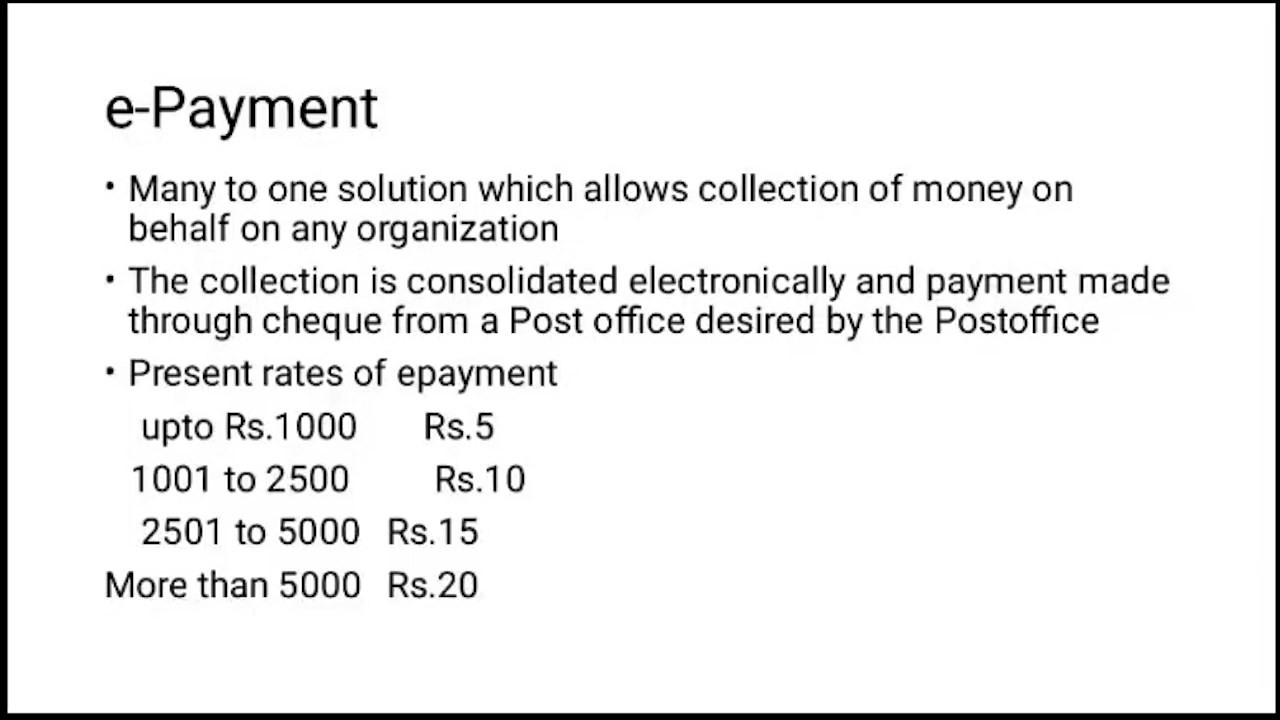 e-Payment
• Many to one solution which allows collection of money on
behalf on any organization
• The collection is consolidated electronically and payment made
through cheque from a Post office desired by the Postoffice
• Present rates of epayment
upto Rs.1000 Rs.5
1001 to 2500 Rs.10
2501 to 5000 Rs.15
More than 5000 Rs.20